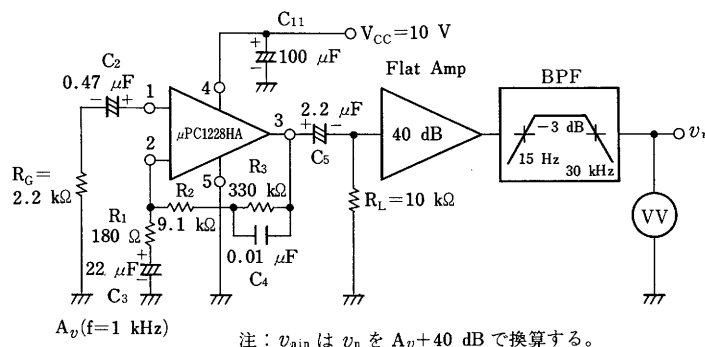 C11
VCC=10 V
C2
0.47 μF
4
100 μF
Flat Amp
BPF
1
2.2 μF
3
μPC1228HA
2
40 dB
-3 dB
15 Hz
30 kHz
C5
RG=
2.2 kΩ
R2
5
R3
330 kΩ
RL=10 kΩ
VV
R1
180 Ω
9.1 kΩ
0.01 μF
22 μF
C3
C4
Av(f=1 kHz)
注：vnin は vn を Av+40 dB で換算する。